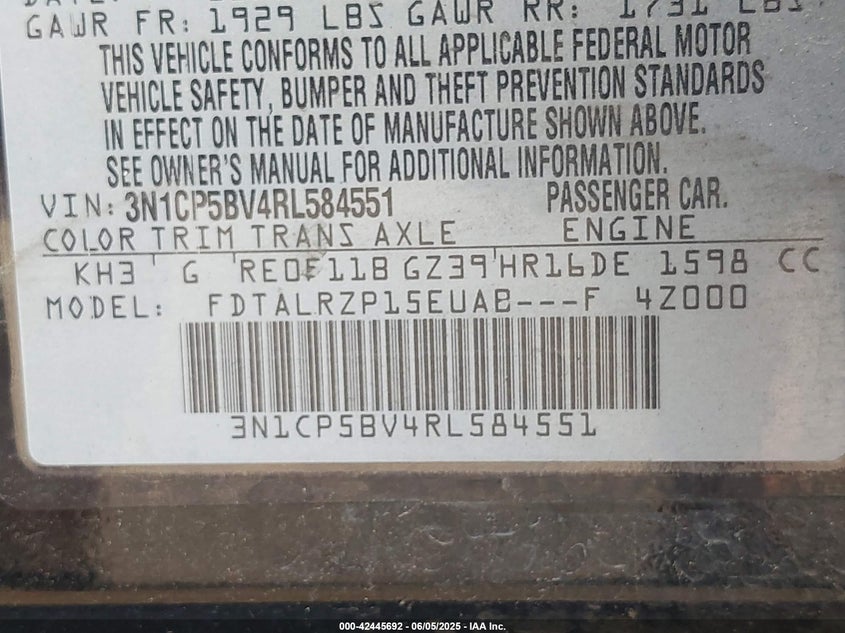 GAWR FR: 1929 LBS GAWR RR: 1731 LBS
THIS VEHICLE CONFORMS TO ALL APPLICABLE FEDERAL MOTOR
VEHICLE SAFETY, BUMPER AND THEFT PREVENTION STANDARDS
IN EFFECT ON THE DATE OF MANUFACTURE SHOWN ABOVE.
SEE OWNER'S MANUAL FOR ADDITIONAL INFORMATION.
VIN: 3N1CP5BV4RL584551 PASSENGER CAR.
COLOR TRIM TRANS AXLE ENGINE
KH3 G RE0F11B GZ39 HR16DE 1598 CC
MODEL: FDTALRZP15EUAB---F 4Z000
3N1CP5BV4RL584551
000-42445692 06/05/2025 - IAA Inc.